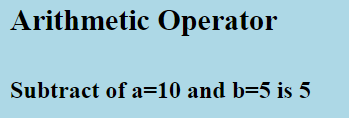 Arithmetic Operator
Subtract of a=10 and b=5 is 5